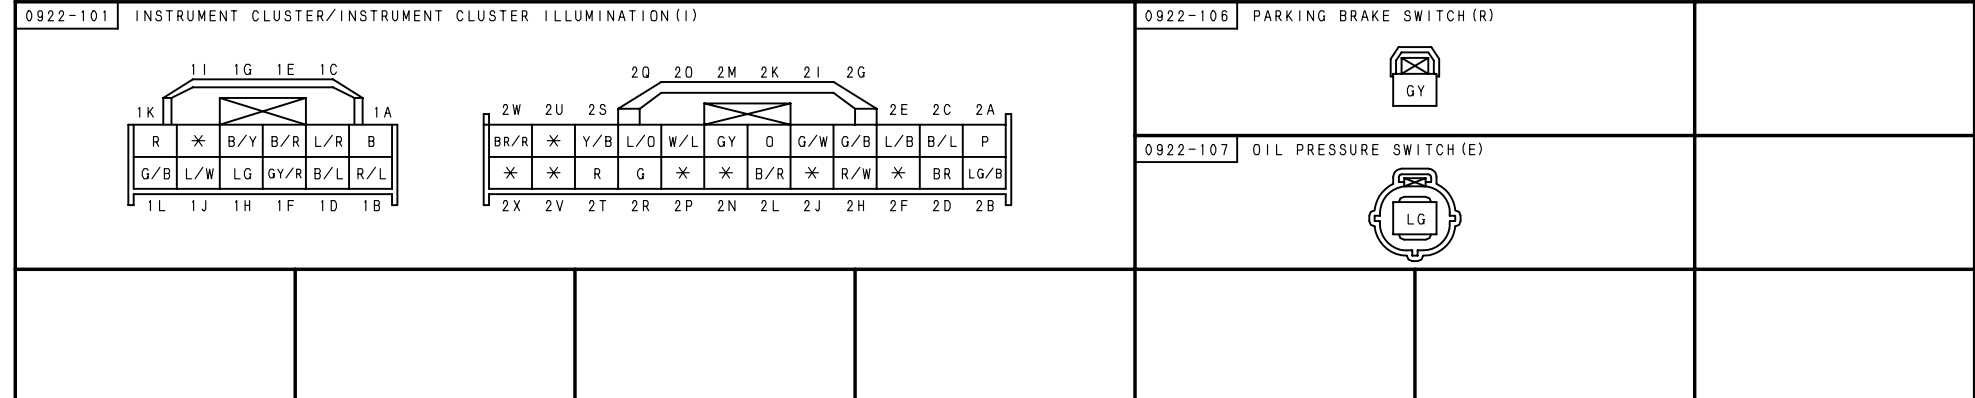 0922-101 INSTRUMENT CLUSTER/INSTRUMENT CLUSTER ILLUMINATION(I)
1I 1G 1E 1C
1K 1A
R * B/Y B/R L/R B
G/B L/W LG GY/R B/L R/L
1L 1J 1H 1F 1D 1B
2Q 2O 2M 2K 2I 2G
2W 2U 2S 2E 2C 2A
BR/R * Y/B L/O W/L GY O G/W G/B L/B B/L P
* * R G * * B/R * R/W * BR LG/B
2X 2V 2T 2R 2P 2N 2L 2J 2H 2F 2D 2B
0922-106 PARKING BRAKE SWITCH(R)
GY
0922-107 OIL PRESSURE SWITCH(E)
LG